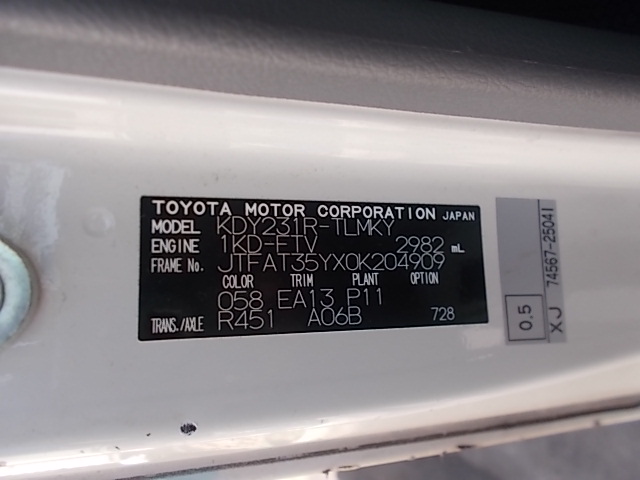 TOYOTA MOTOR CORPORATION JAPAN
MODEL KDY231R-TLMKY
ENGINE 1KD-FTV 2982 mL
FRAME NO. JTFAT35YX0K204909
COLOR TRIM PLANT OPTION
058 EA13 P11
TRANS./AXLE R451 A06B 728
0.5
XJ 74567-25041